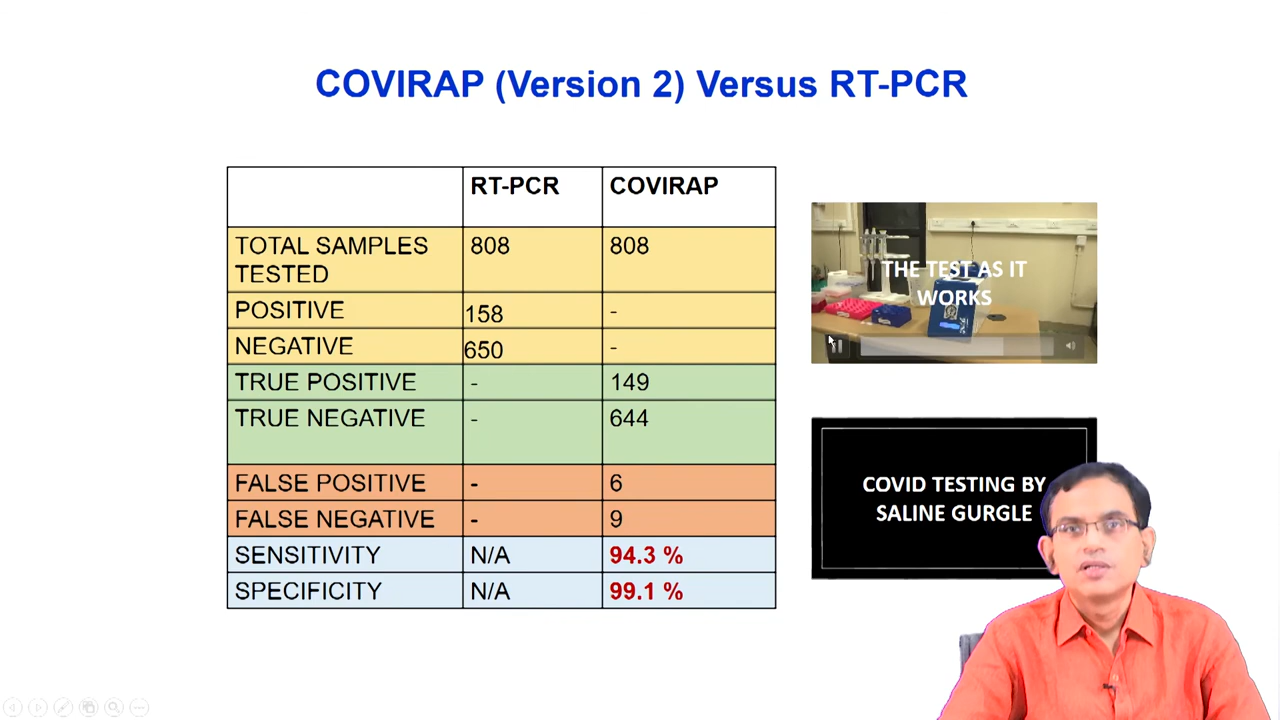 COVIRAP (Version 2) Versus RT-PCR
RT-PCR COVIRAP
TOTAL SAMPLES TESTED 808 808
POSITIVE 158 -
NEGATIVE 650 -
TRUE POSITIVE - 149
TRUE NEGATIVE - 644
FALSE POSITIVE - 6
FALSE NEGATIVE - 9
SENSITIVITY N/A 94.3 %
SPECIFICITY N/A 99.1 %
THE TEST AS IT
WORKS
COVID TESTING BY
SALINE GURGLE